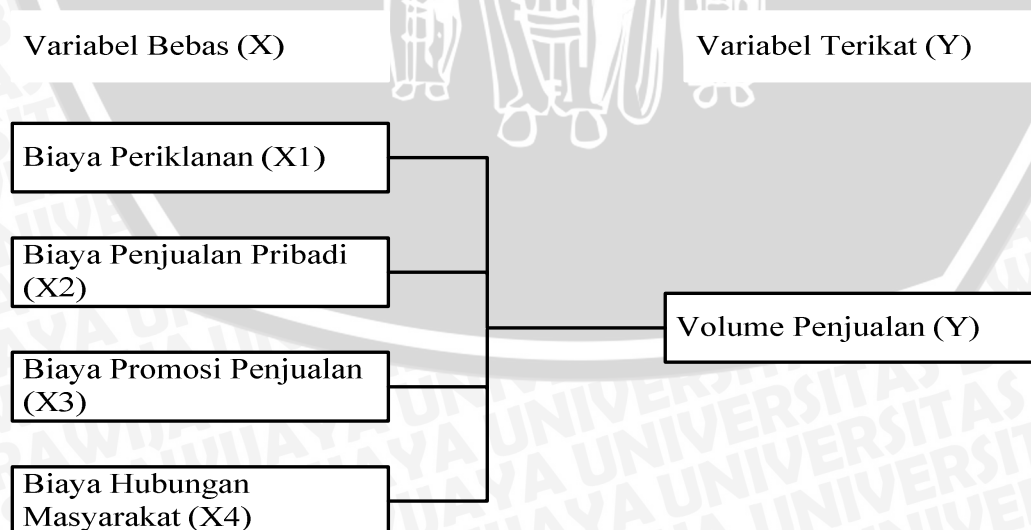 Variabel Bebas (X)
Variabel Terikat (Y)
Biaya Periklanan (X1)
Biaya Penjualan Pribadi
(X2)
Volume Penjualan (Y)
Biaya Promosi Penjualan
(X3)
Biaya Hubungan
Masyarakat (X4)